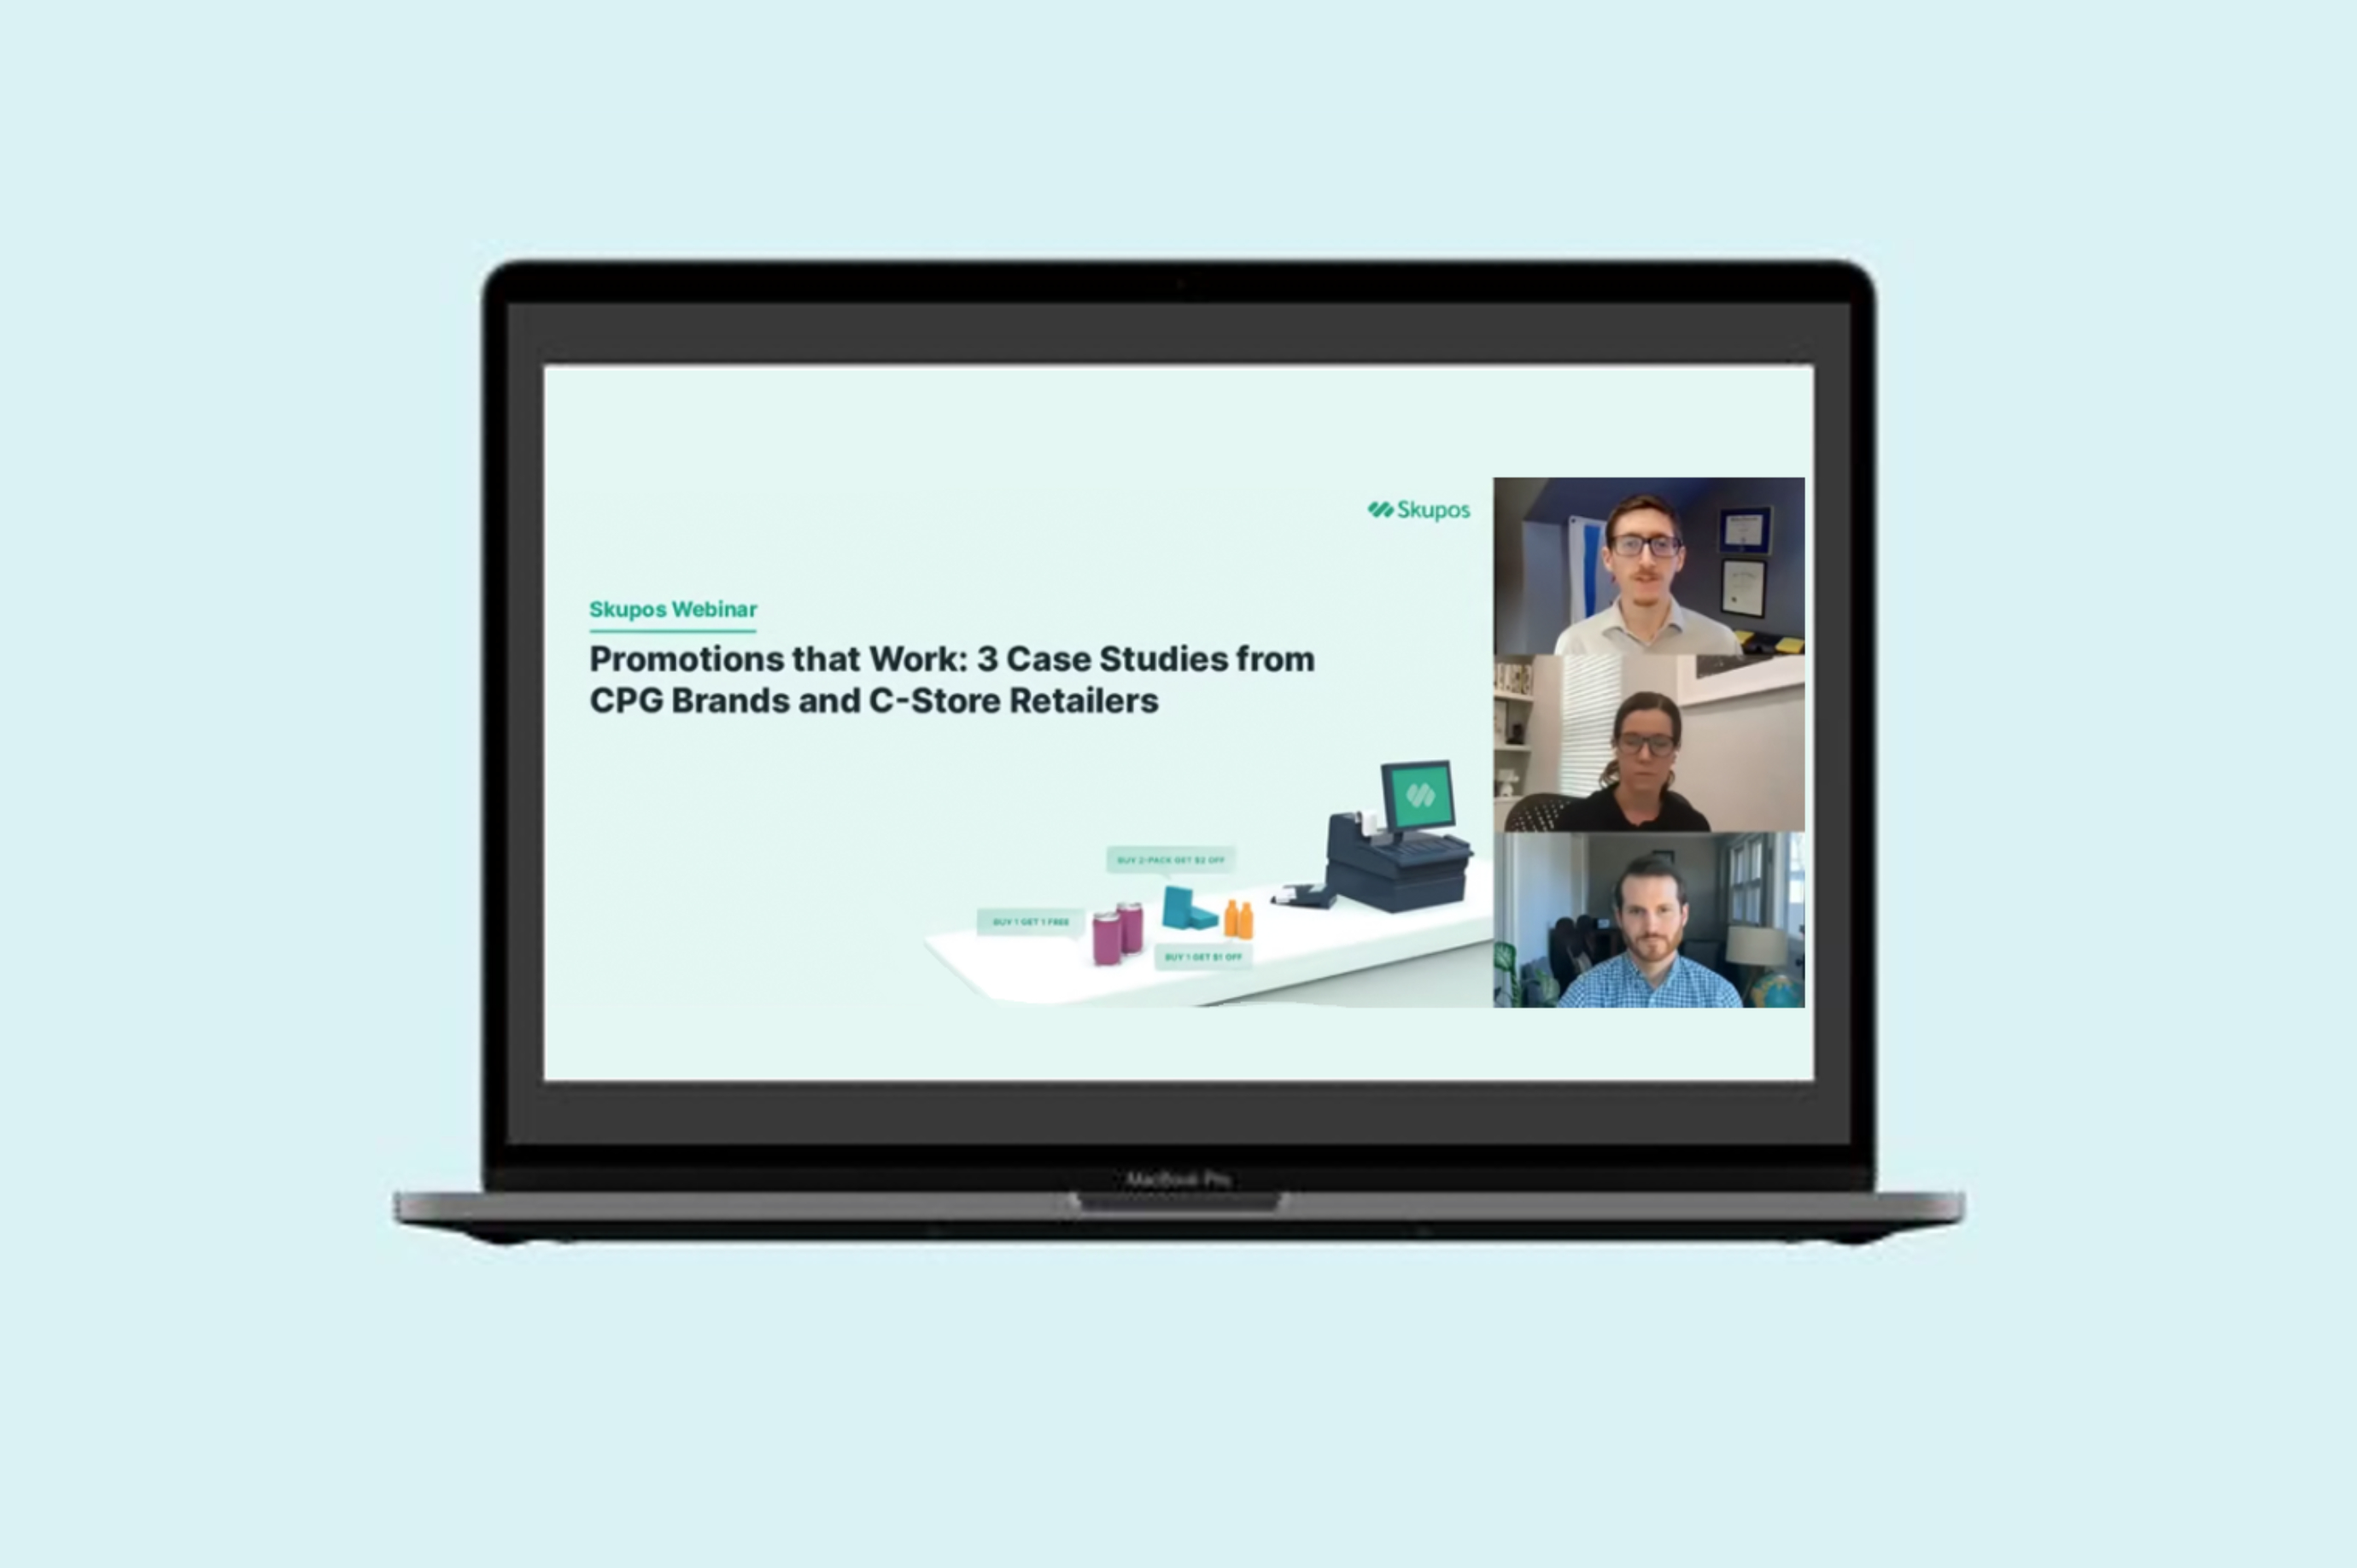 Skupos
Skupos Webinar
Promotions that Work: 3 Case Studies from
CPG Brands and C-Store Retailers
BUY 2-PACK GET $2 OFF
BUY 1 GET 1 FREE
BUY 1 GET $1 OFF
MacBook Pro